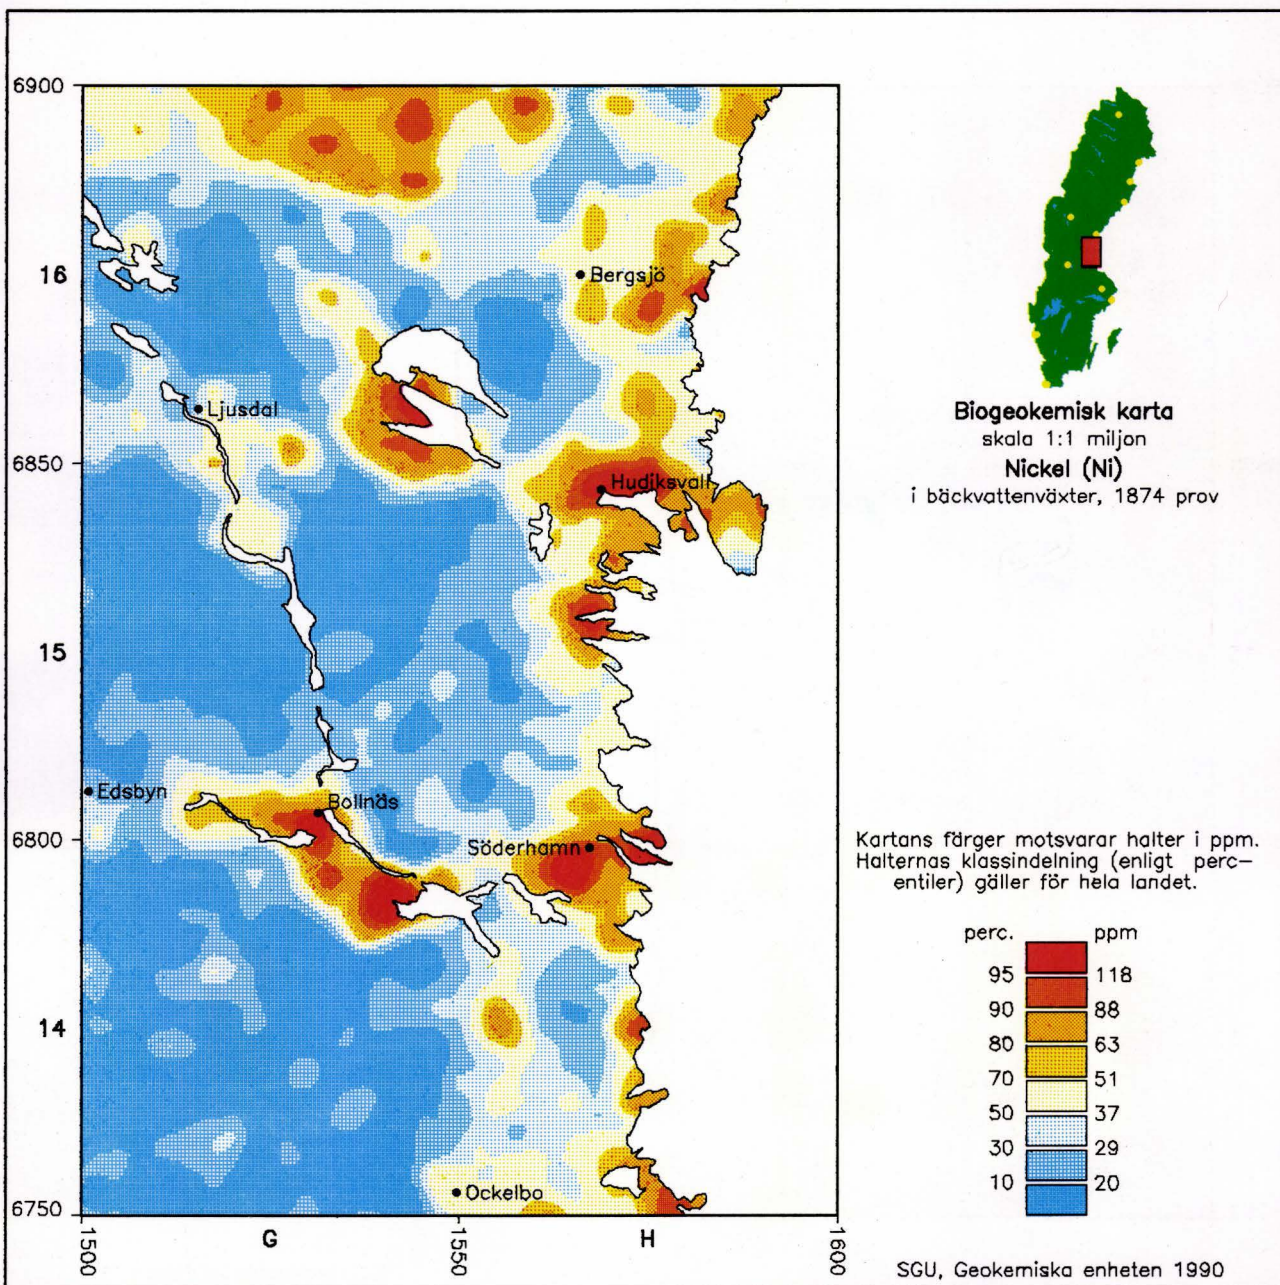 6900
16
Bergsjö
Ljusdal
6850
Hudiksvall
15
Edsbyn
Bollnäs
6800
Söderhamn
14
Ockelbo
6750
1500
G
1550
H
1600
Biogeokemisk karta
skala 1:1 miljon
Nickel (Ni)
i bäckvattenväxter, 1874 prov
Kartans färger motsvarar halter i ppm.
Halternas klassindelning (enligt perc-
entiler) gäller för hela landet.
perc. ppm
95 118
90 88
80 63
70 51
50 37
30 29
10 20
SGU, Geokemiska enheten 1990